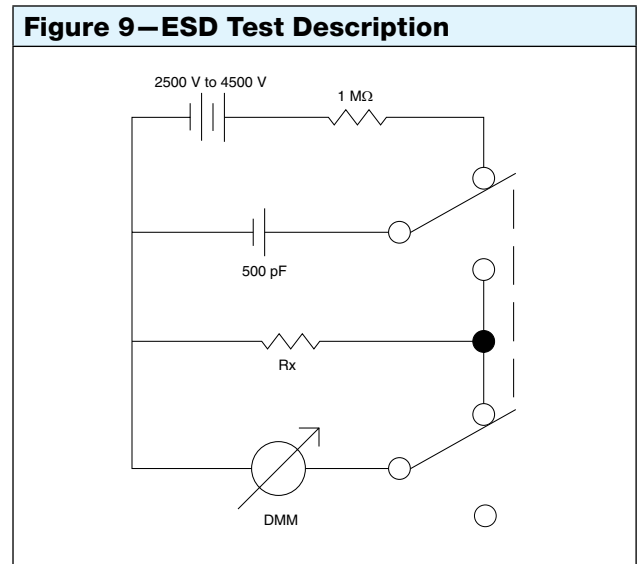 Figure 9—ESD Test Description
2500 V to 4500 V
1 MΩ
500 pF
Rx
DMM